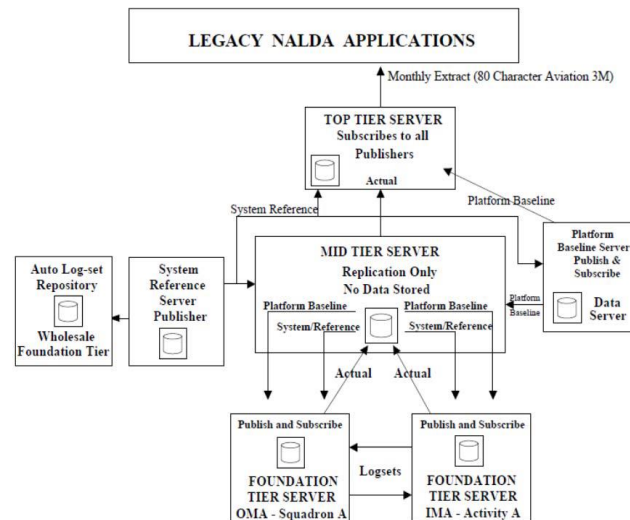 LEGACY NALDA APPLICATIONS
Monthly Extract (80 Character Aviation 3M)
TOP TIER SERVER
Subscribes to all
Publishers
Actual
System Reference
Platform Baseline
Auto Log-set
Repository
Wholesale
Foundation Tier
System
Reference
Server
Publisher
MID TIER SERVER
Replication Only
No Data Stored
Platform Baseline
System/Reference
Platform Baseline
System/Reference
Platform
Baseline
Platform
Baseline Server
Publish &
Subscribe
Data
Server
Actual
Actual
Publish and Subscribe
FOUNDATION
TIER SERVER
OMA - Squadron A
Logsets
Publish and Subscribe
FOUNDATION
TIER SERVER
IMA - Activity A